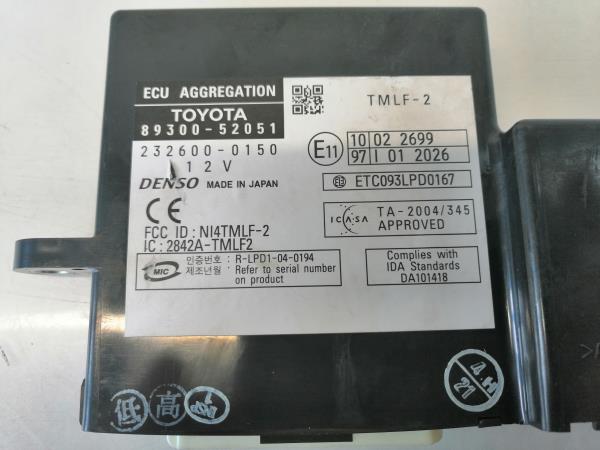 ECU AGGREGATION
TOYOTA
89300-52051
232600-0150
12V
DENSO MADE IN JAPAN
CE
FCC ID : NI4TMLF-2
IC : 2842A-TMLF2
MIC
인증번호 : R-LPD1-04-0194
제조년월 : Refer to serial number
on product
TMLF-2
E11
10 02 2699
97 I 01 2026
ETC093LPD0167
ICASA
TA-2004/345
APPROVED
Complies with
IDA Standards
DA101418
低
高
4.H
21